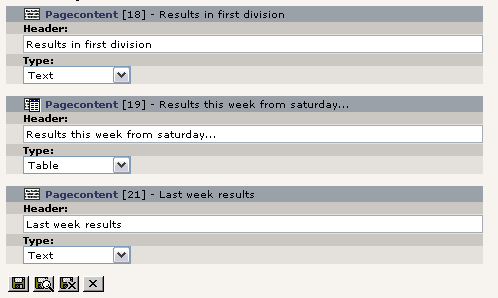 Pagecontent [18] - Results in first division
Header:
Results in first division
Type:
Text
Pagecontent [19] - Results this week from saturday...
Header:
Results this week from saturday...
Type:
Table
Pagecontent [21] - Last week results
Header:
Last week results
Type:
Text